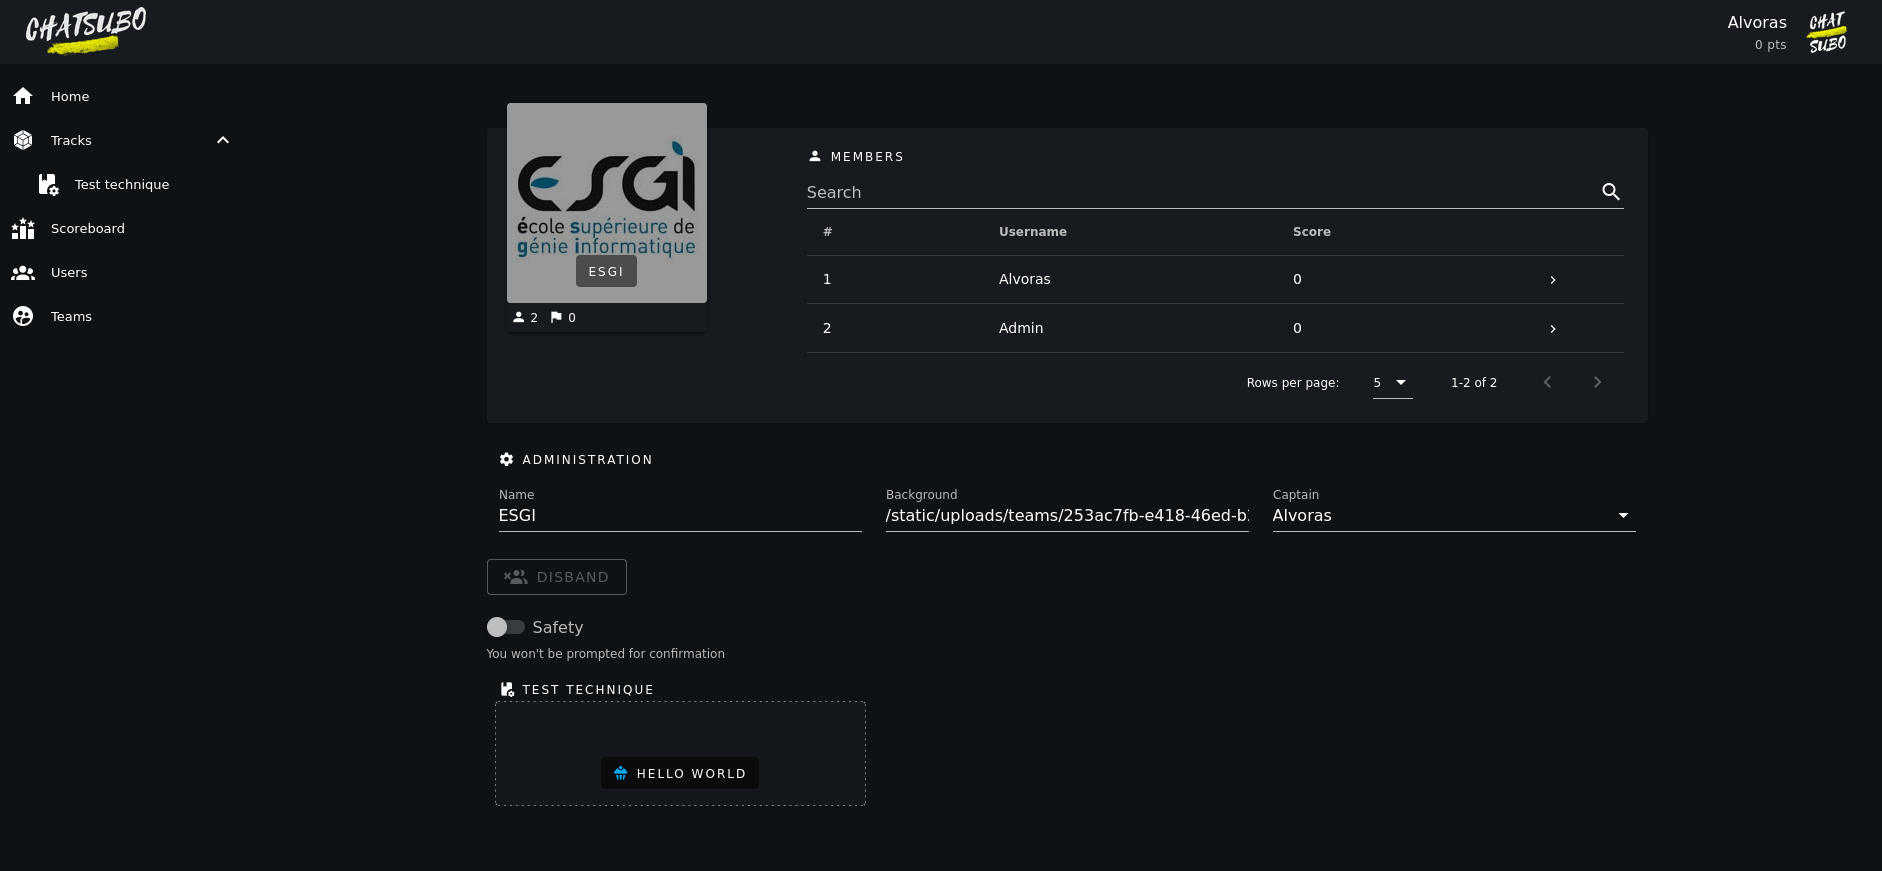 CHATSUBO
Alvoras
0 pts
CHAT
SUBO
Home
Tracks
Test technique
Scoreboard
Users
Teams
esGi
école supérieure de
génie informatique
ESGI
2 0
MEMBERS
Search
# Username Score
1 Alvoras 0
2 Admin 0
Rows per page: 5 1-2 of 2
ADMINISTRATION
Name
ESGI
Background
/static/uploads/teams/253ac7fb-e418-46ed-b
Captain
Alvoras
DISBAND
Safety
You won't be prompted for confirmation
TEST TECHNIQUE
HELLO WORLD